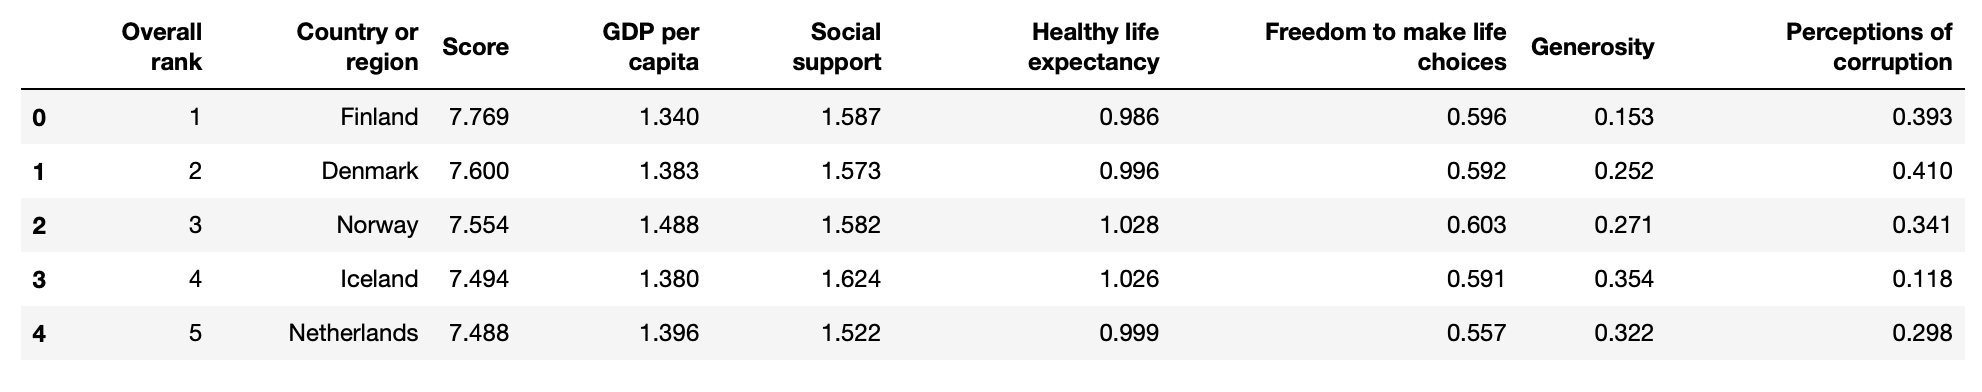 Overall rank Country or region Score GDP per capita Social support Healthy life expectancy Freedom to make life choices Generosity Perceptions of corruption
0 1 Finland 7.769 1.340 1.587 0.986 0.596 0.153 0.393
1 2 Denmark 7.600 1.383 1.573 0.996 0.592 0.252 0.410
2 3 Norway 7.554 1.488 1.582 1.028 0.603 0.271 0.341
3 4 Iceland 7.494 1.380 1.624 1.026 0.591 0.354 0.118
4 5 Netherlands 7.488 1.396 1.522 0.999 0.557 0.322 0.298